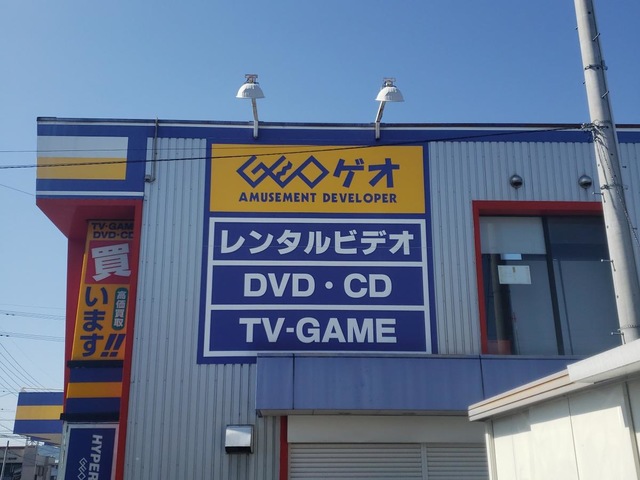 GEO ゲオ
AMUSEMENT DEVELOPER
レンタルビデオ
DVD・CD
TV-GAME
TV-GAME
DVD・CD
買います!!
高価買取
HYPER